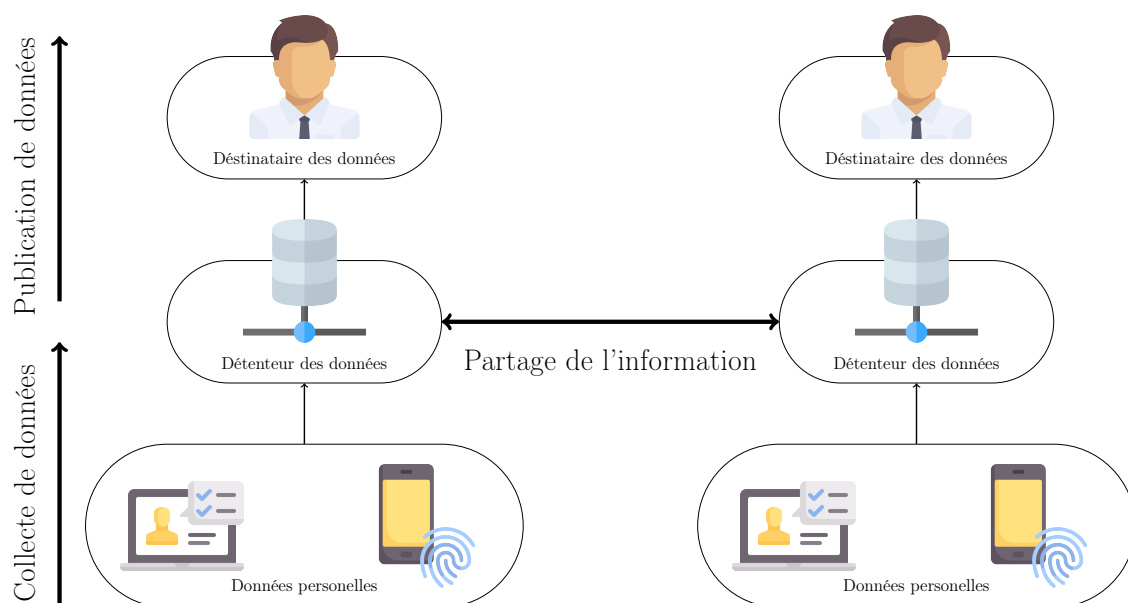 Publication de données
Déstinataire des données
Déstinataire des données
Détenteur des données
Partage de l'information
Détenteur des données
Collecte de données
Données personelles
Données personelles